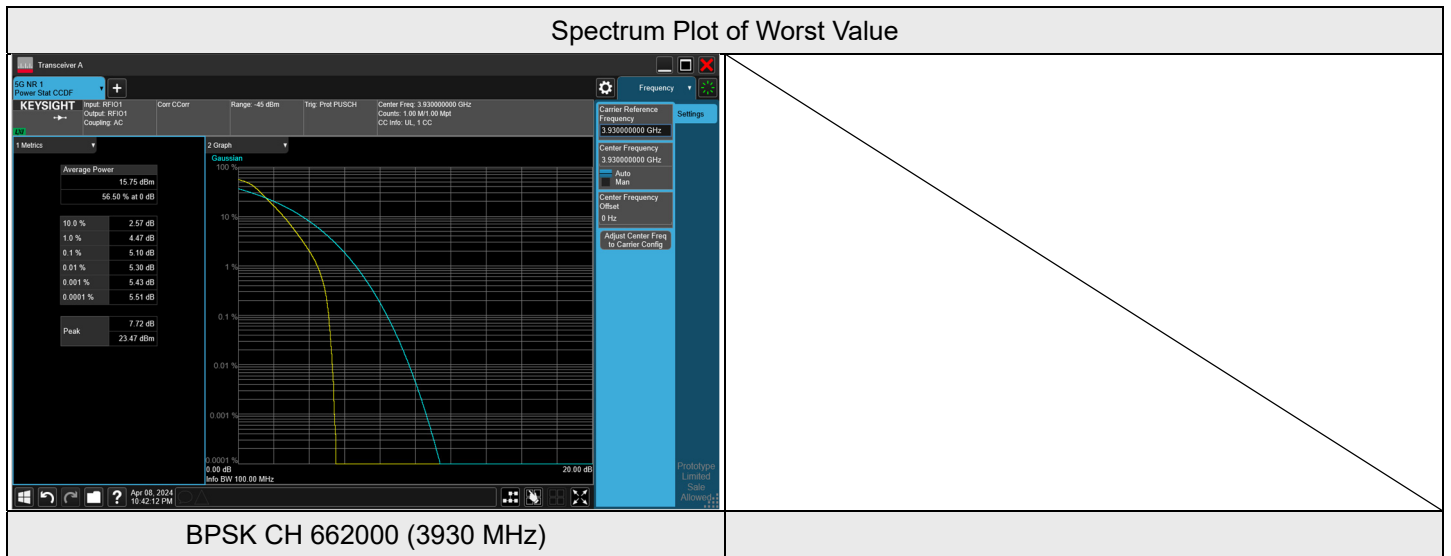 Spectrum Plot of Worst Value
Transceiver A
5G NR 1
Power Stat CCDF
+
Frequency
KEYSIGHT
Input: RFIO1
Output: RFIO1
Coupling: AC
Corr CCorr
Range: -45 dBm
Trig: Prot PUSCH
Center Freq: 3.930000000 GHz
Counts: 1.00 M/1.00 Mpt
CC Info: UL, 1 CC
LXI
1 Metrics
Average Power
15.75 dBm
56.50 % at 0 dB
10.0 % 2.57 dB
1.0 % 4.47 dB
0.1 % 5.10 dB
0.01 % 5.30 dB
0.001 % 5.43 dB
0.0001 % 5.51 dB
Peak
7.72 dB
23.47 dBm
2 Graph
Gaussian
100 %
10 %
1 %
0.1 %
0.01 %
0.001 %
0.0001 %
0.00 dB 20.00 dB
Info BW 100.00 MHz
Carrier Reference
Frequency
3.930000000 GHz
Center Frequency
3.930000000 GHz
Auto
Man
Center Frequency
Offset
0 Hz
Adjust Center Freq
to Carrier Config
Settings
Prototype
Limited
Sale
Allowed
?
Apr 08, 2024
10:42:12 PM
BPSK CH 662000 (3930 MHz)